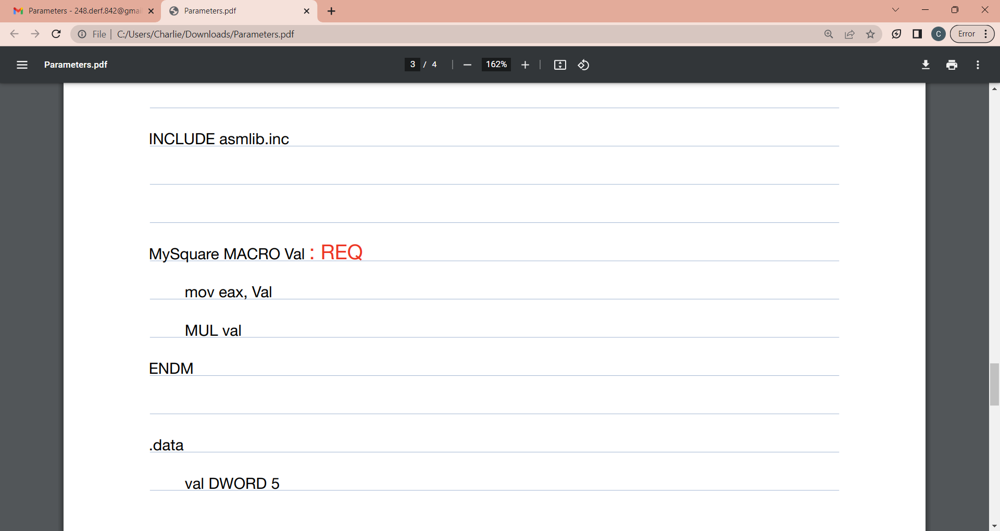 Parameters - 248.derf.842@gmai
Parameters.pdf
File
C:/Users/Charlie/Downloads/Parameters.pdf
C
Error
Parameters.pdf
3 / 4
162%
INCLUDE asmlib.inc
MySquare MACRO Val : REQ
mov eax, Val
MUL val
ENDM
.data
val DWORD 5